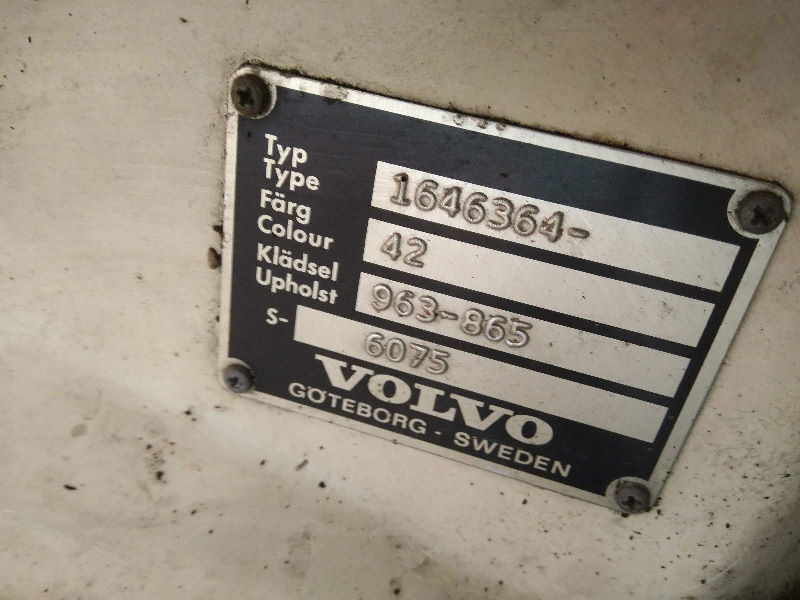 Typ
Type 1646364-
Färg
Colour 42
Klädsel
Upholst 963-865
S- 6075
VOLVO
GÖTEBORG - SWEDEN